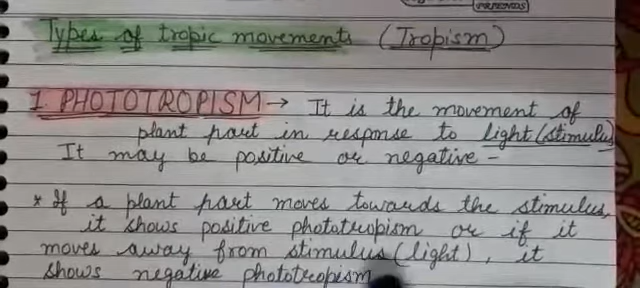 FRIENDS
Types of tropic movements (Tropism)
1. PHOTOTROPISM → It is the movement of
plant part in response to light (stimulus)
It may be positive or negative -
* If a plant part moves towards the stimulus,
it shows positive phototropism or if it
moves away from stimulus (light), it
shows negative phototropism